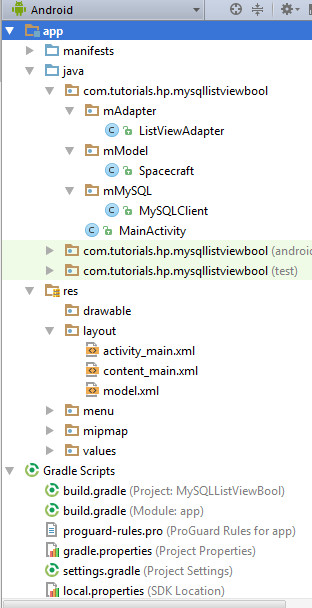 Android
app
manifests
java
com.tutorials.hp.mysqllistviewbool
mAdapter
ListViewAdapter
mModel
Spacecraft
mMySQL
MySQLClient
MainActivity
com.tutorials.hp.mysqllistviewbool (android
com.tutorials.hp.mysqllistviewbool (test)
res
drawable
layout
activity_main.xml
content_main.xml
model.xml
menu
mipmap
values
Gradle Scripts
build.gradle (Project: MySQLListViewBool)
build.gradle (Module: app)
proguard-rules.pro (ProGuard Rules for app)
gradle.properties (Project Properties)
settings.gradle (Project Settings)
local.properties (SDK Location)